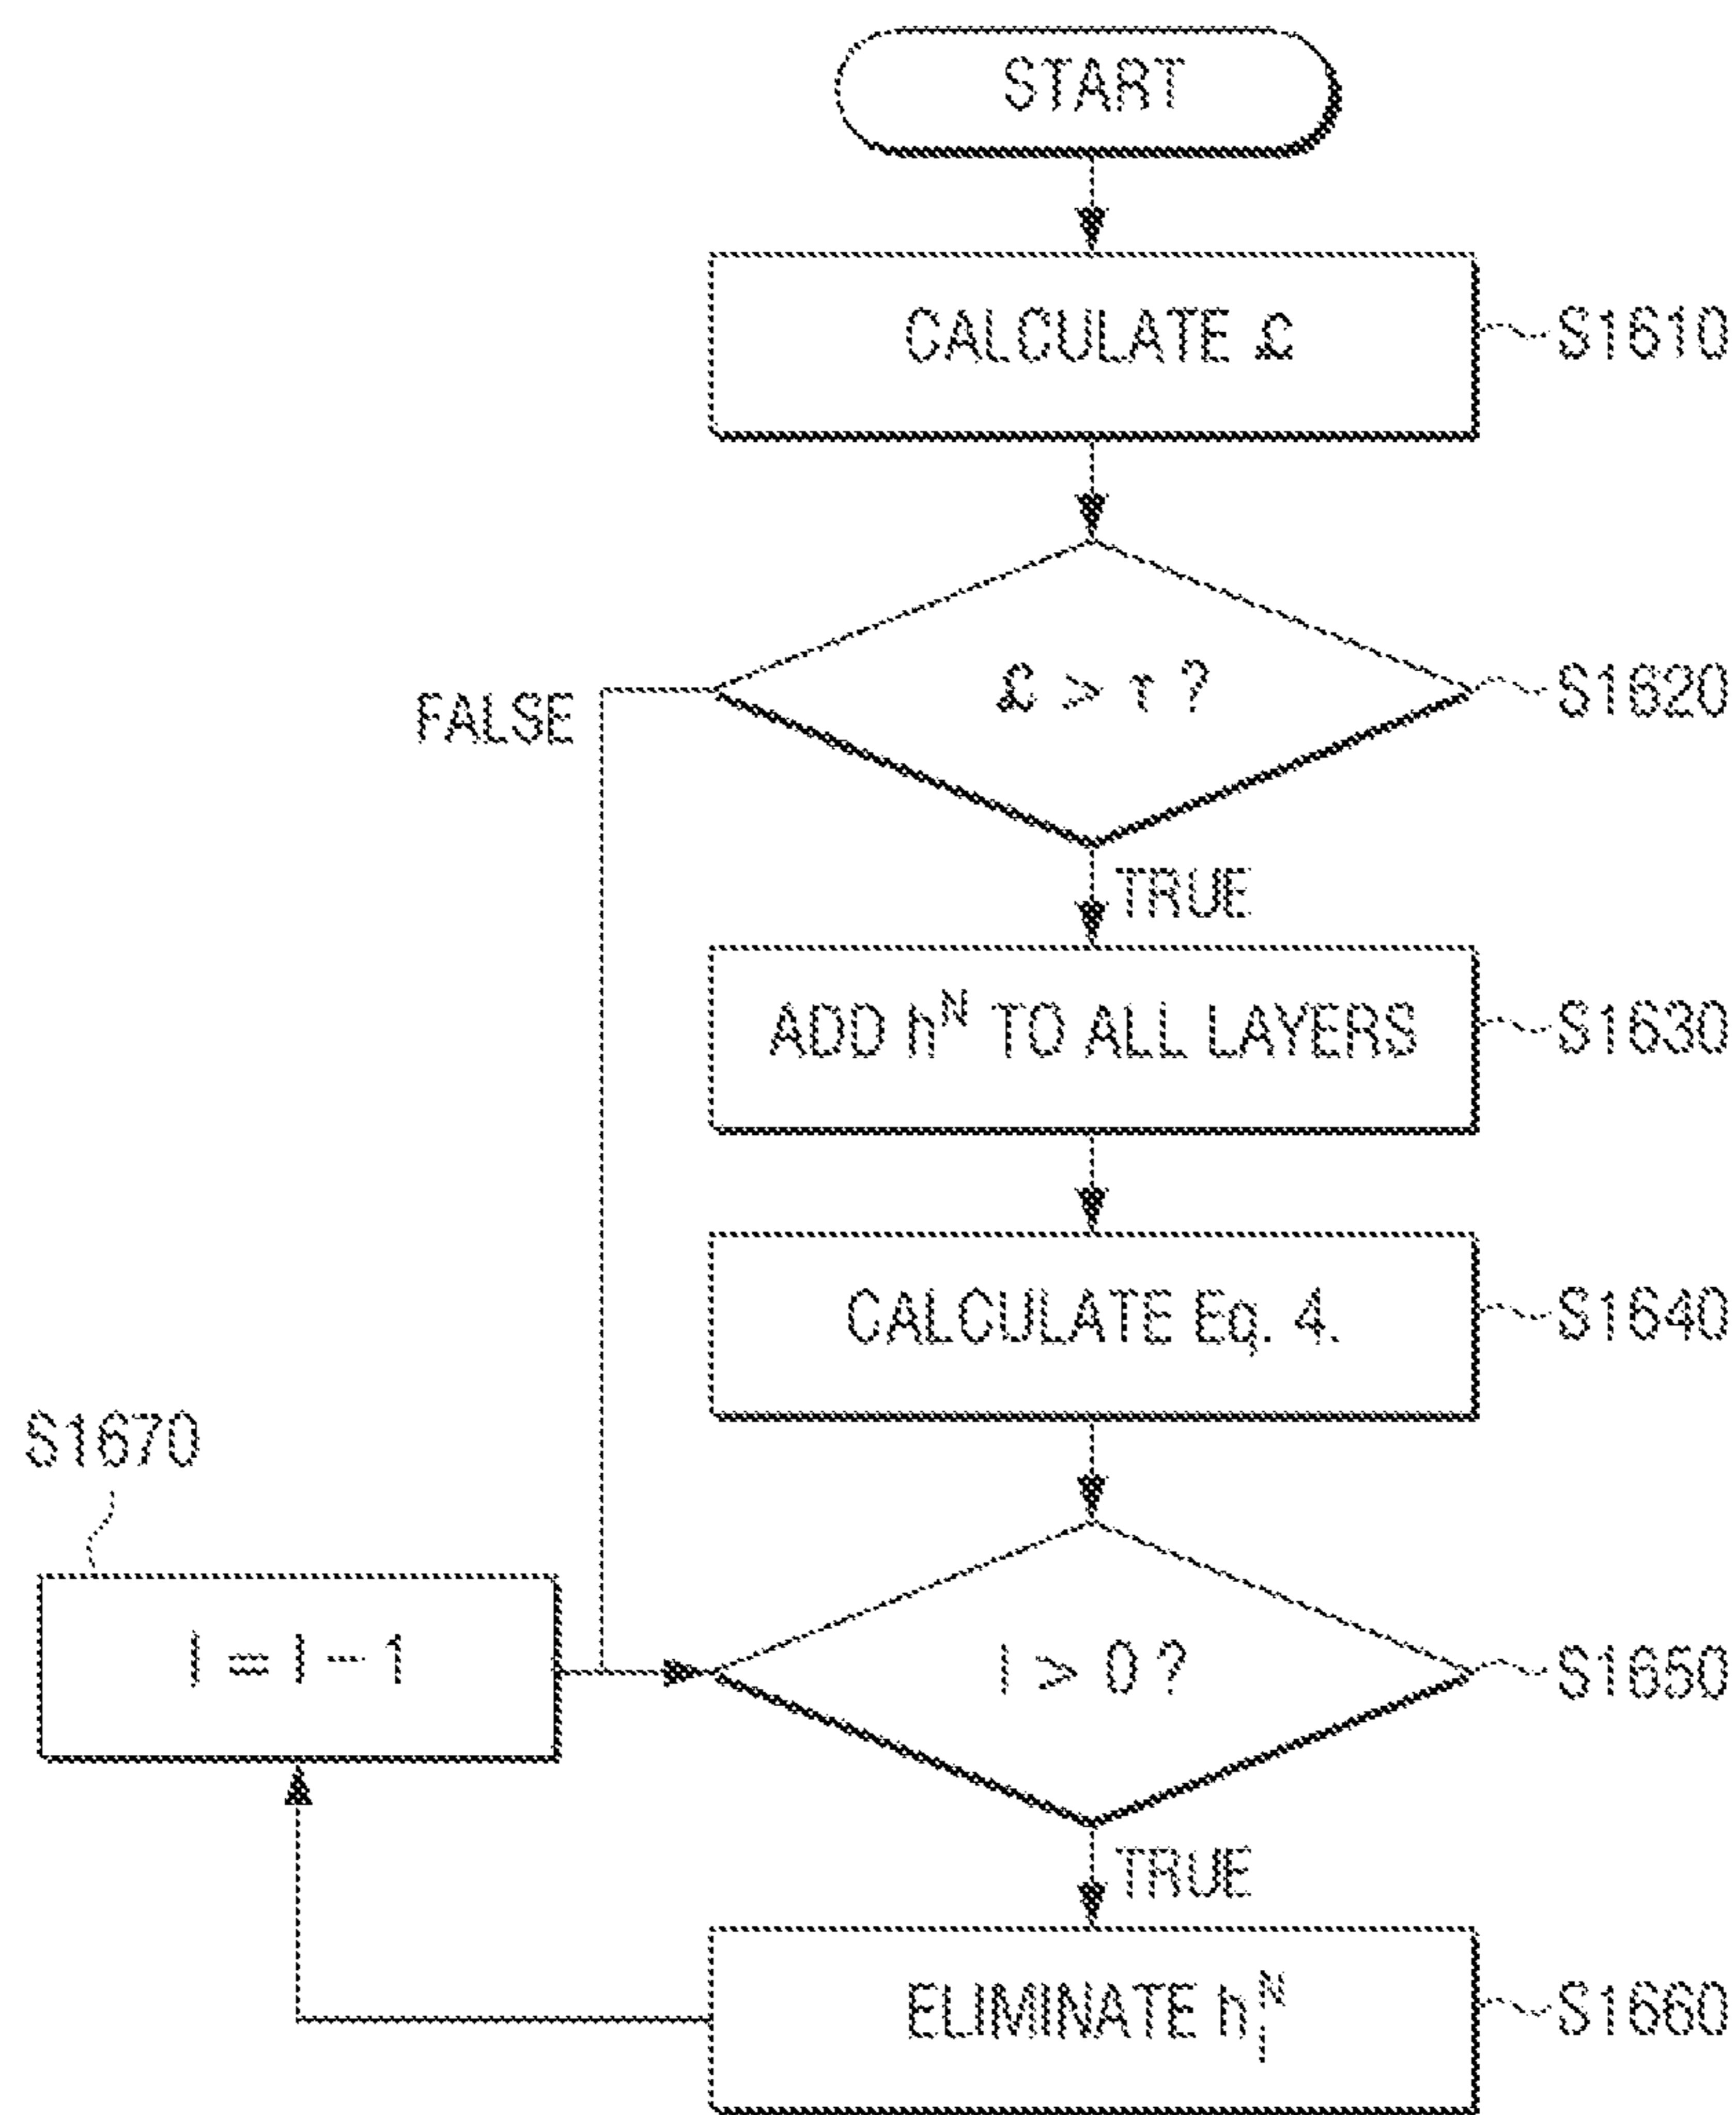 START
CALCULATE ℒ
S1610
ℒ > τ ?
S1620
FALSE
TRUE
ADD h^N TO ALL LAYERS
S1630
CALCULATE Eq. 4.
S1640
S1670
l = l – 1
l > 0 ?
S1650
TRUE
ELIMINATE h_l^N
S1660